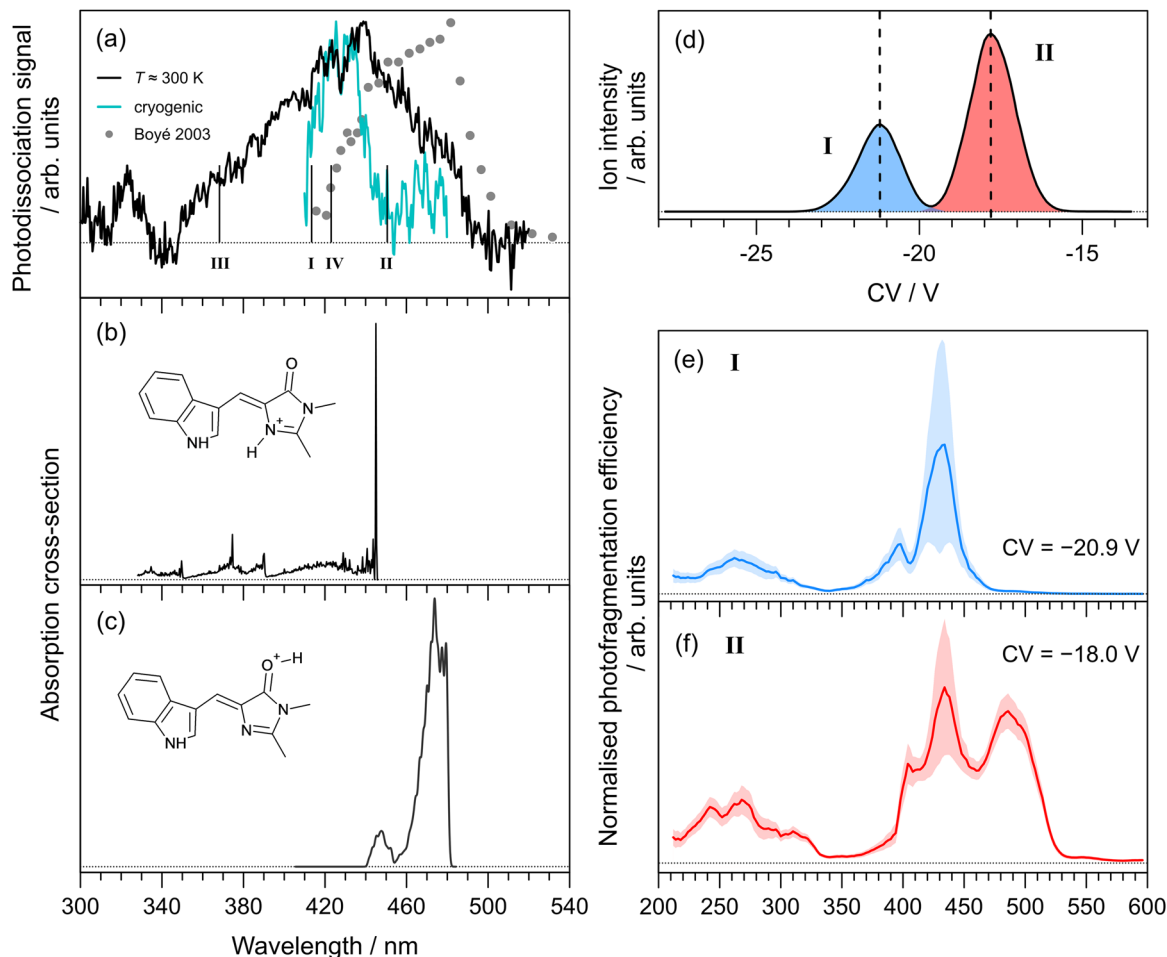 (a)
T ≈ 300 K
cryogenic
Boyé 2003
III
I
IV
II
Photodissociation signal
/ arb. units
(b)
O
N
N
+
H
NH
(c)
O
+
H
N
N
NH
Absorption cross-section
300
340
380
420
460
500
540
Wavelength / nm
(d)
I
II
Ion intensity
/ arb. units
-25
-20
-15
CV / V
(e)
I
CV = −20.9 V
(f)
II
CV = −18.0 V
Normalised photofragmentation efficiency
/ arb. units
200
250
300
350
400
450
500
550
600